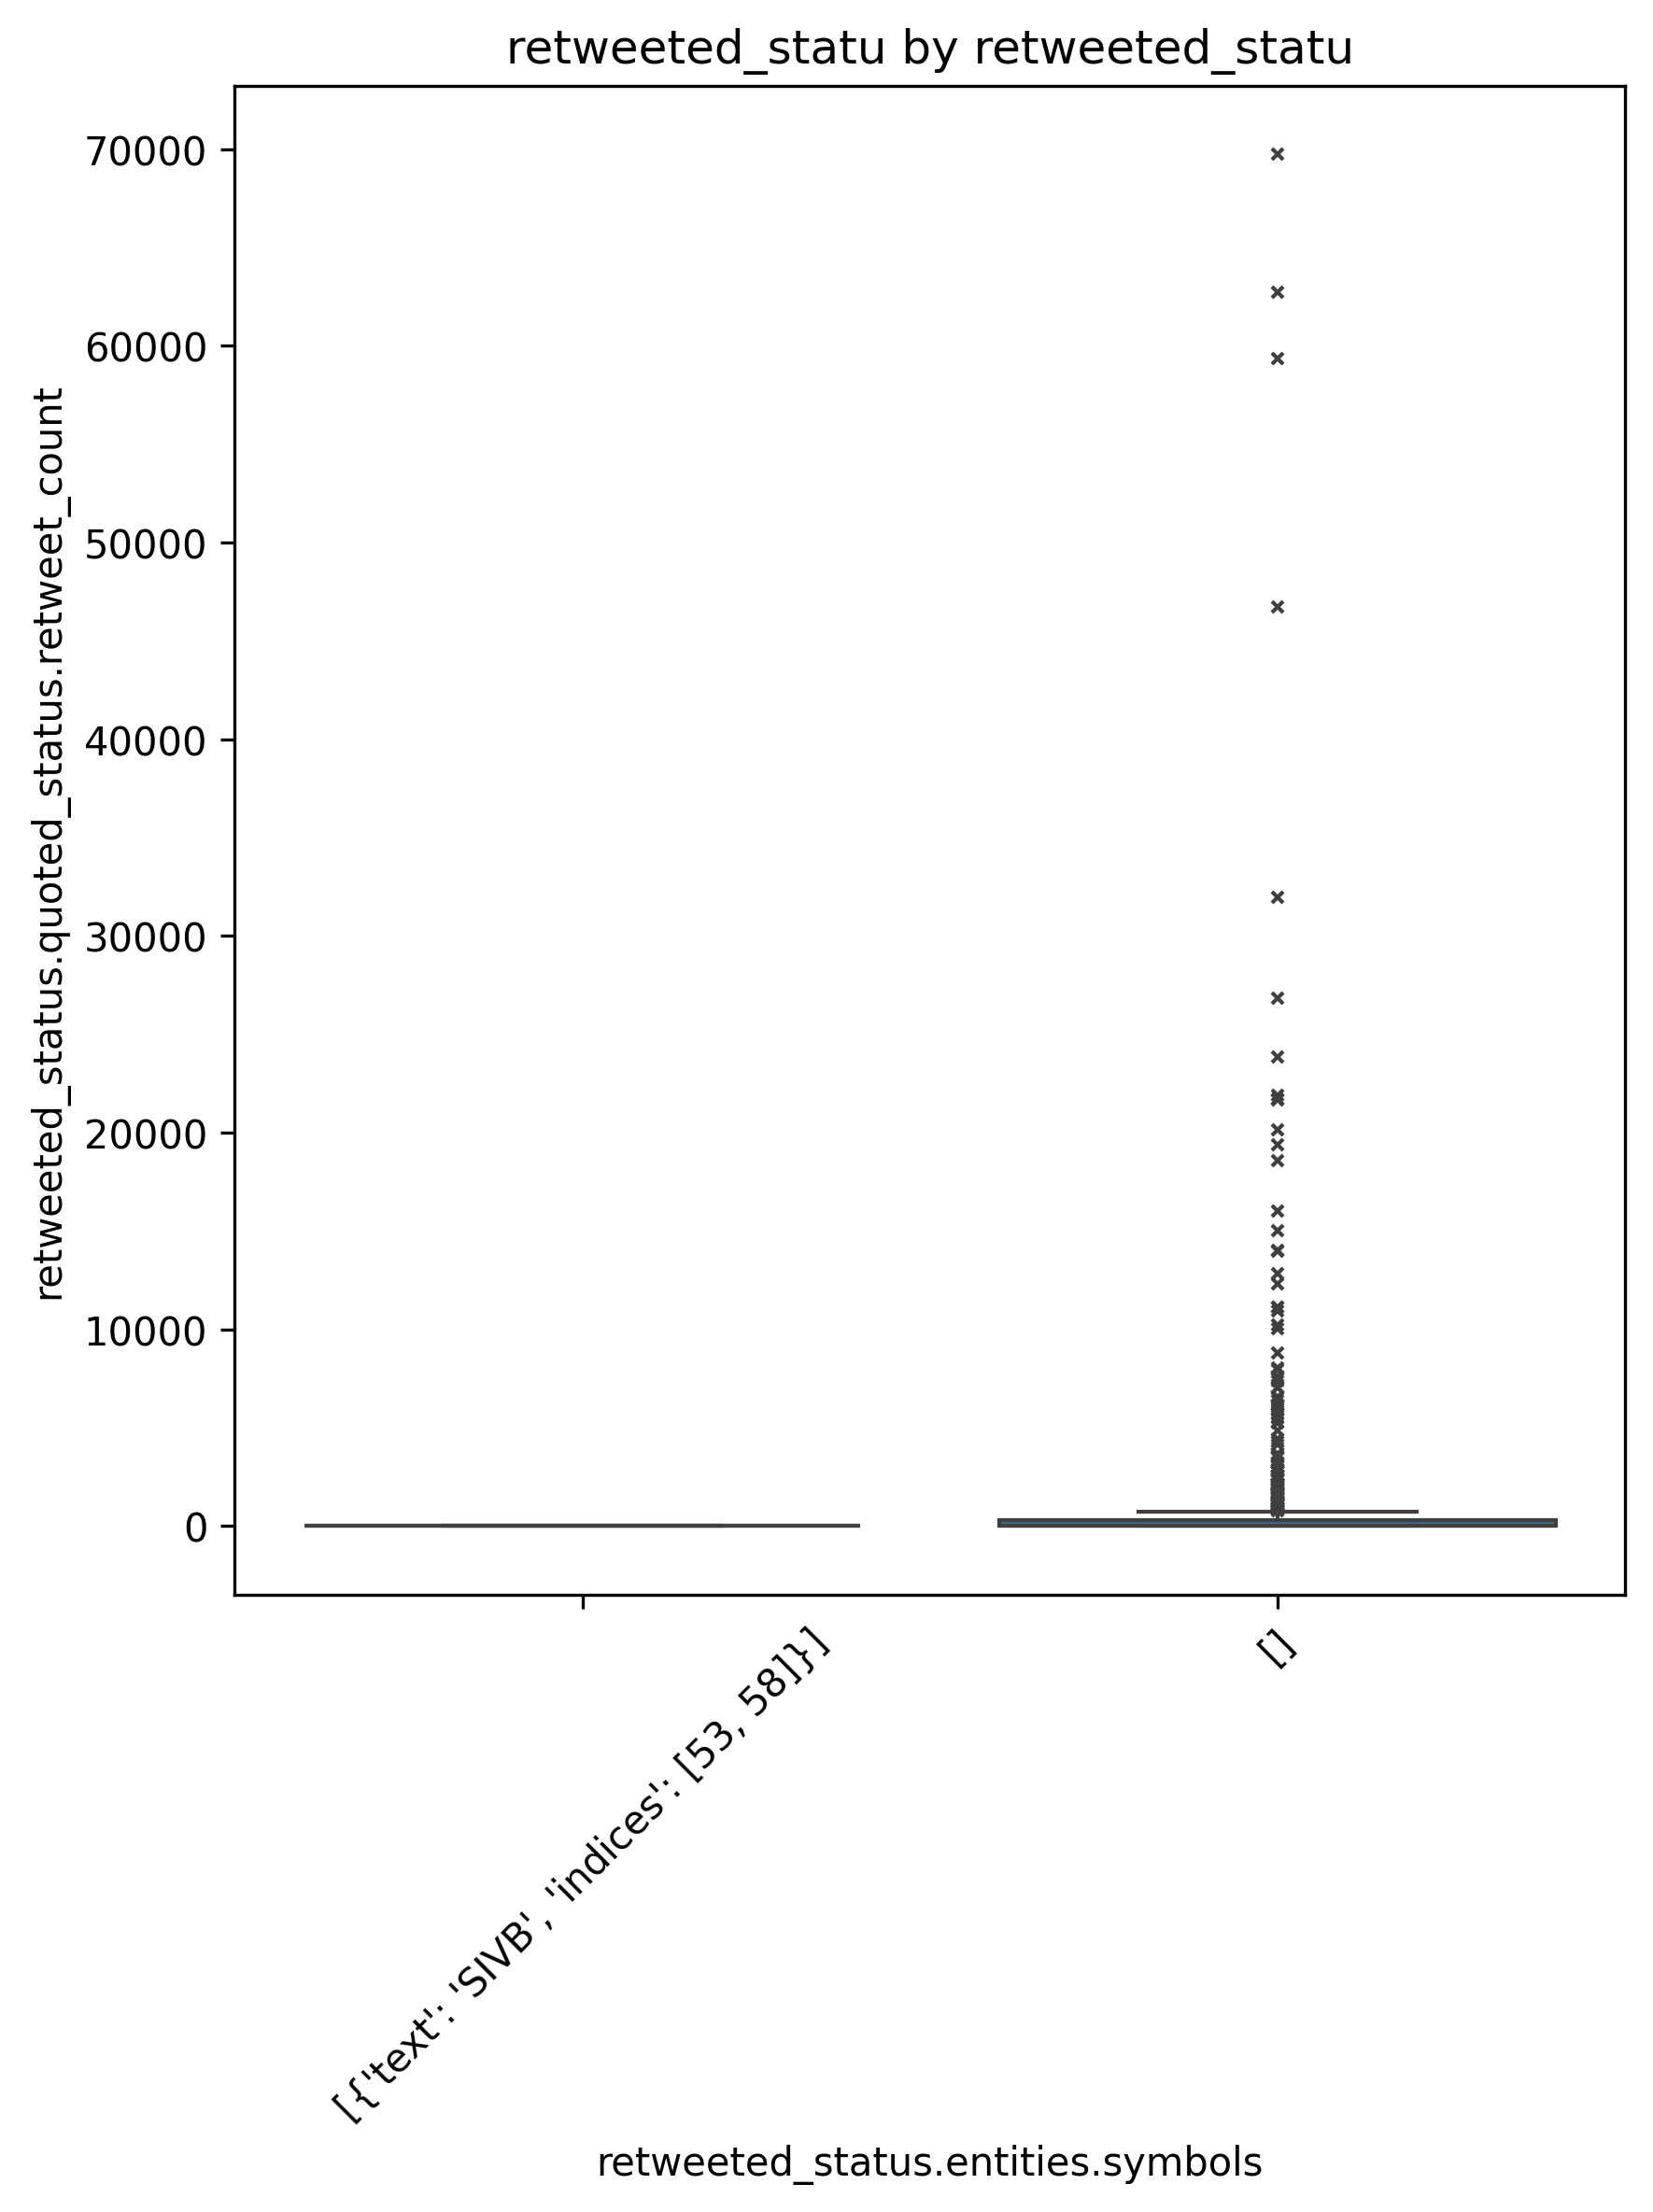 retweeted_statu by retweeted_statu
retweeted_status.quoted_status.retweet_count
70000
60000
50000
40000
30000
20000
10000
0
[{'text': 'SIVB', 'indices': [53, 58]}]
[]
retweeted_status.entities.symbols